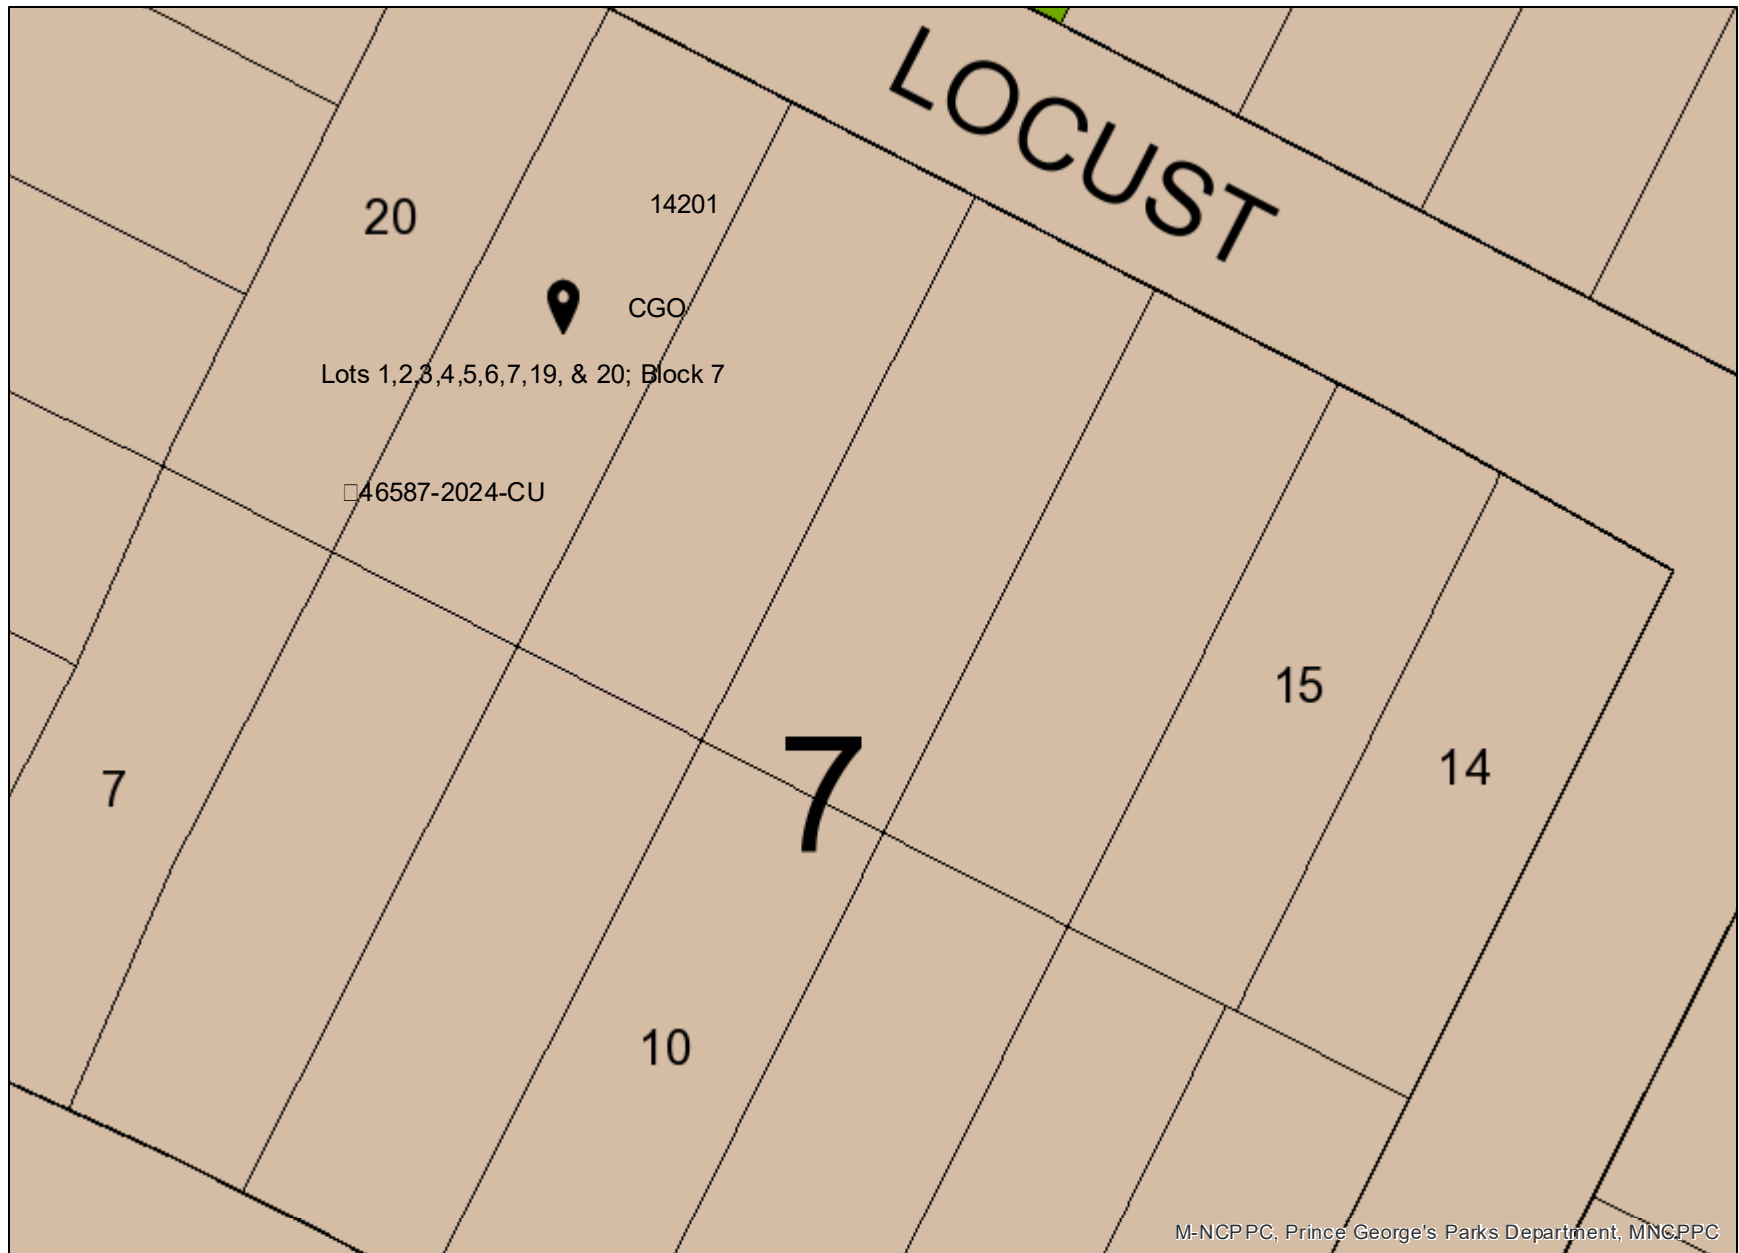 LOCUST
20
14201
CGO
Lots 1,2,3,4,5,6,7,19, & 20; Block 7
46587-2024-CU
15
14
7
7
10
M-NCPPC, Prince George's Parks Department, MNCPPC